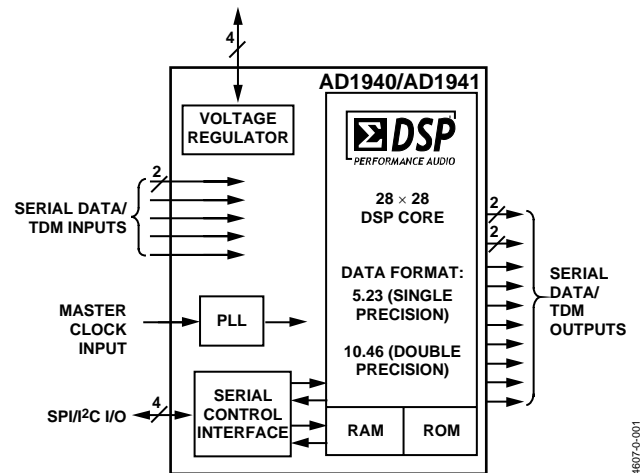 4
AD1940/AD1941
VOLTAGE
REGULATOR
ΣDSP
PERFORMANCE AUDIO
2
SERIAL DATA/
TDM INPUTS
28 × 28
DSP CORE
DATA FORMAT:
5.23 (SINGLE
PRECISION)
10.46 (DOUBLE
PRECISION)
2
2
SERIAL
DATA/
TDM
OUTPUTS
MASTER
CLOCK
INPUT
PLL
SPI/I²C I/O
4
SERIAL
CONTROL
INTERFACE
RAM
ROM
4607-0-001